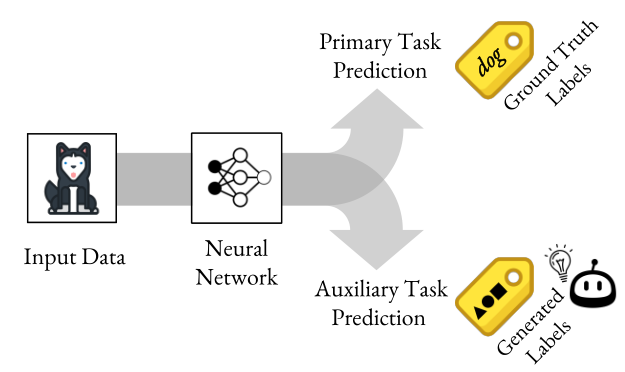 Primary Task
Prediction
dog
Ground Truth
Labels
Input Data
Neural
Network
Auxiliary Task
Prediction
Generated
Labels